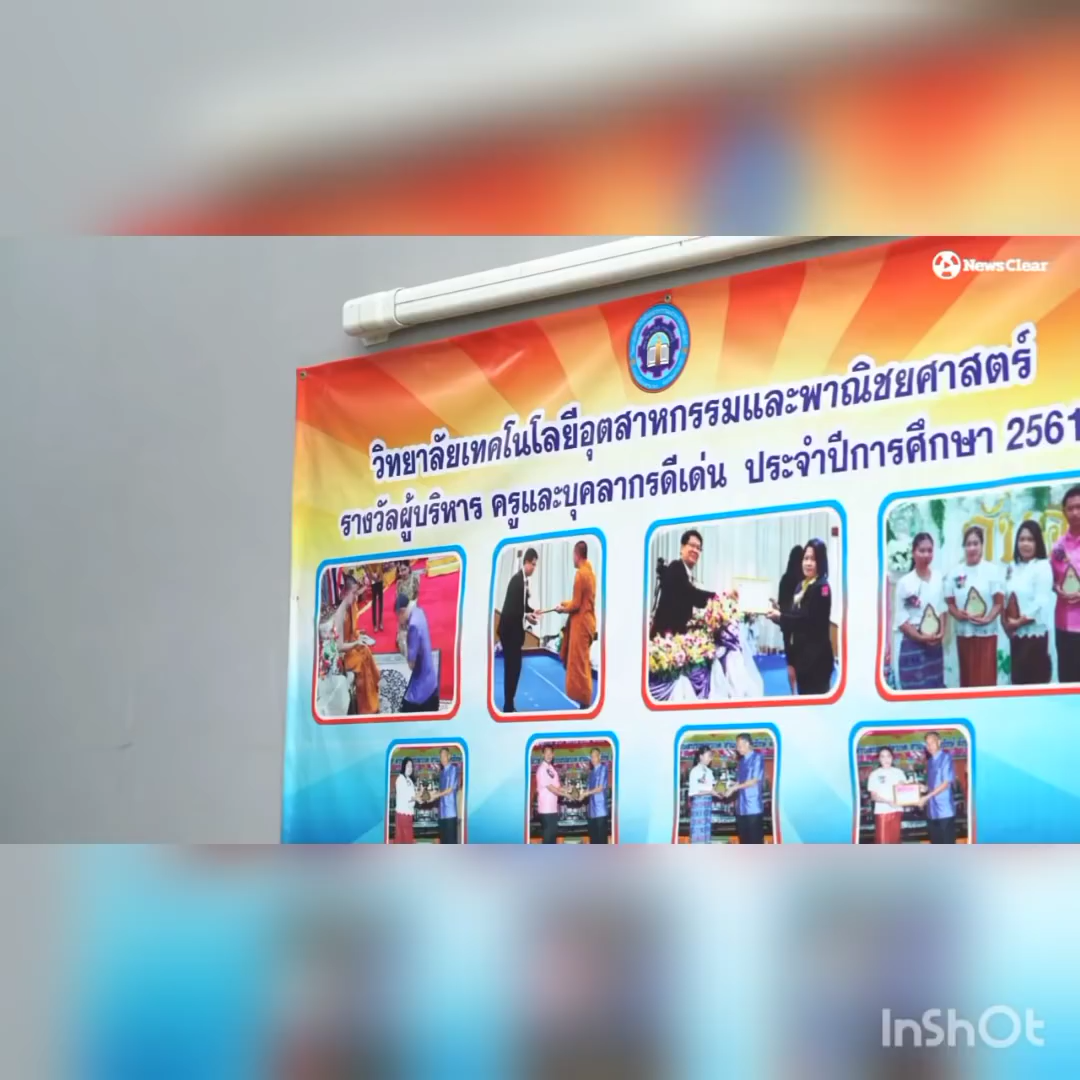 News Clear
วิทยาลัยเทคโนโลยีอุตสาหกรรมและพาณิชยศาสตร์
รางวัลผู้บริหาร ครูและบุคลากรดีเด่น ประจำปีการศึกษา 2561
InShOt